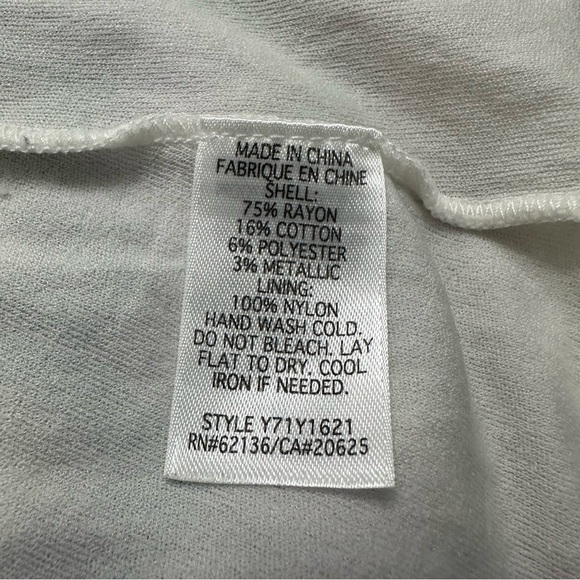 MADE IN CHINA
FABRIQUE EN CHINE
SHELL:
75% RAYON
16% COTTON
6% POLYESTER
3% METALLIC
LINING:
100% NYLON
HAND WASH COLD.
DO NOT BLEACH. LAY
FLAT TO DRY. COOL
IRON IF NEEDED.
STYLE Y71Y1621
RN#62136/CA#20625